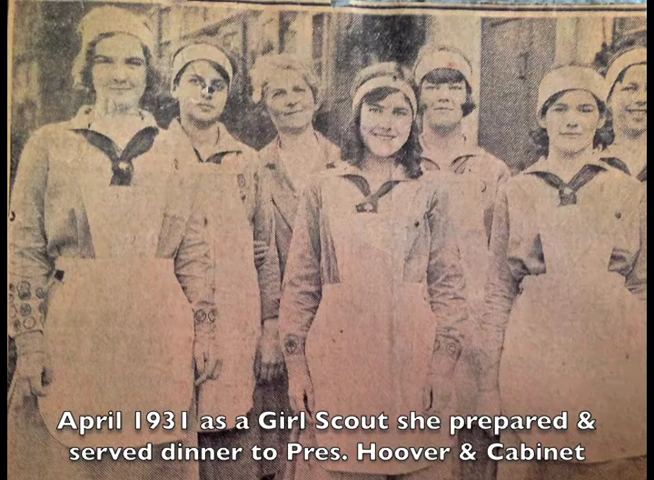 April 1931 as a Girl Scout she prepared &
served dinner to Pres. Hoover & Cabinet